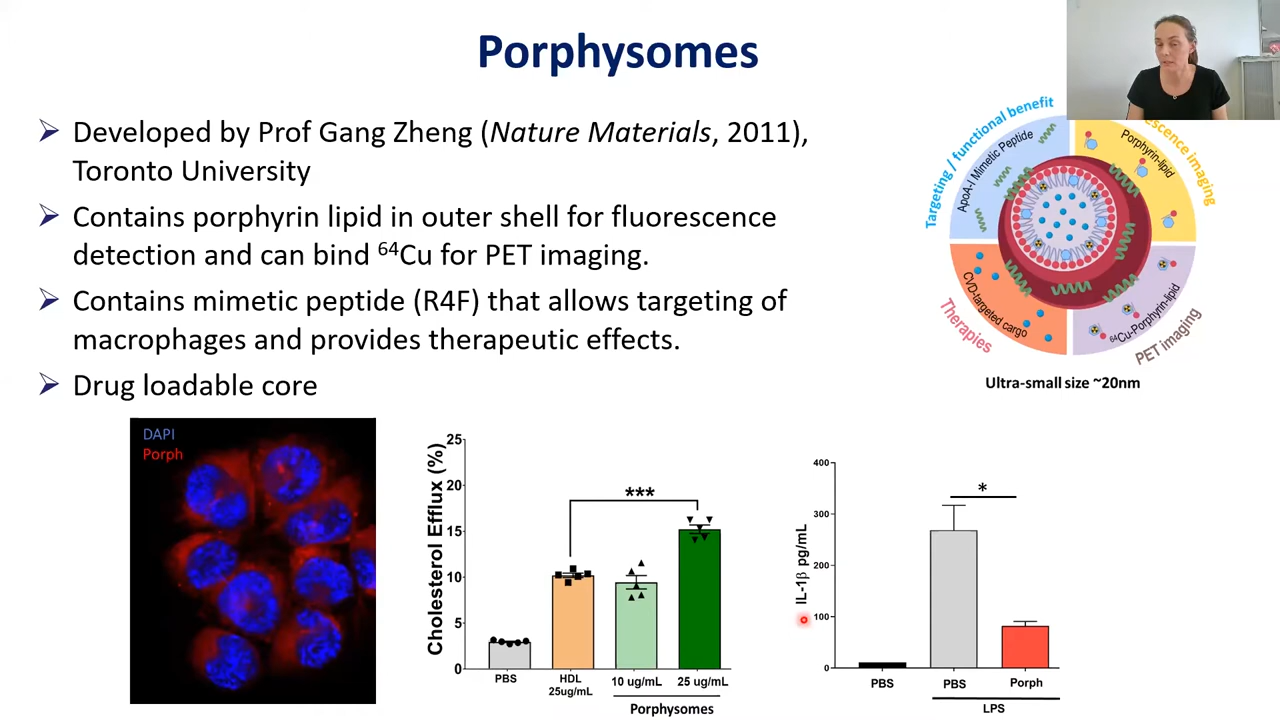 Porphysomes
Developed by Prof Gang Zheng (Nature Materials, 2011),
Toronto University
Contains porphyrin lipid in outer shell for fluorescence
detection and can bind ⁶⁴Cu for PET imaging.
Contains mimetic peptide (R4F) that allows targeting of
macrophages and provides therapeutic effects.
Drug loadable core
Targeting / functional benefit
ApoA-I Mimetic Peptide
Porphyrin-lipid
imaging
CVD-targeted cargo
Therapies
⁶⁴Cu-Porphyrin-lipid
PET imaging
Ultra-small size ~20nm
DAPI
Porph
Cholesterol Efflux (%)
25
20
15
10
5
0
***
PBS
HDL
25ug/mL
10 ug/mL
25 ug/mL
Porphysomes
IL-1β pg/mL
400
300
200
100
0
*
PBS
PBS
Porph
LPS